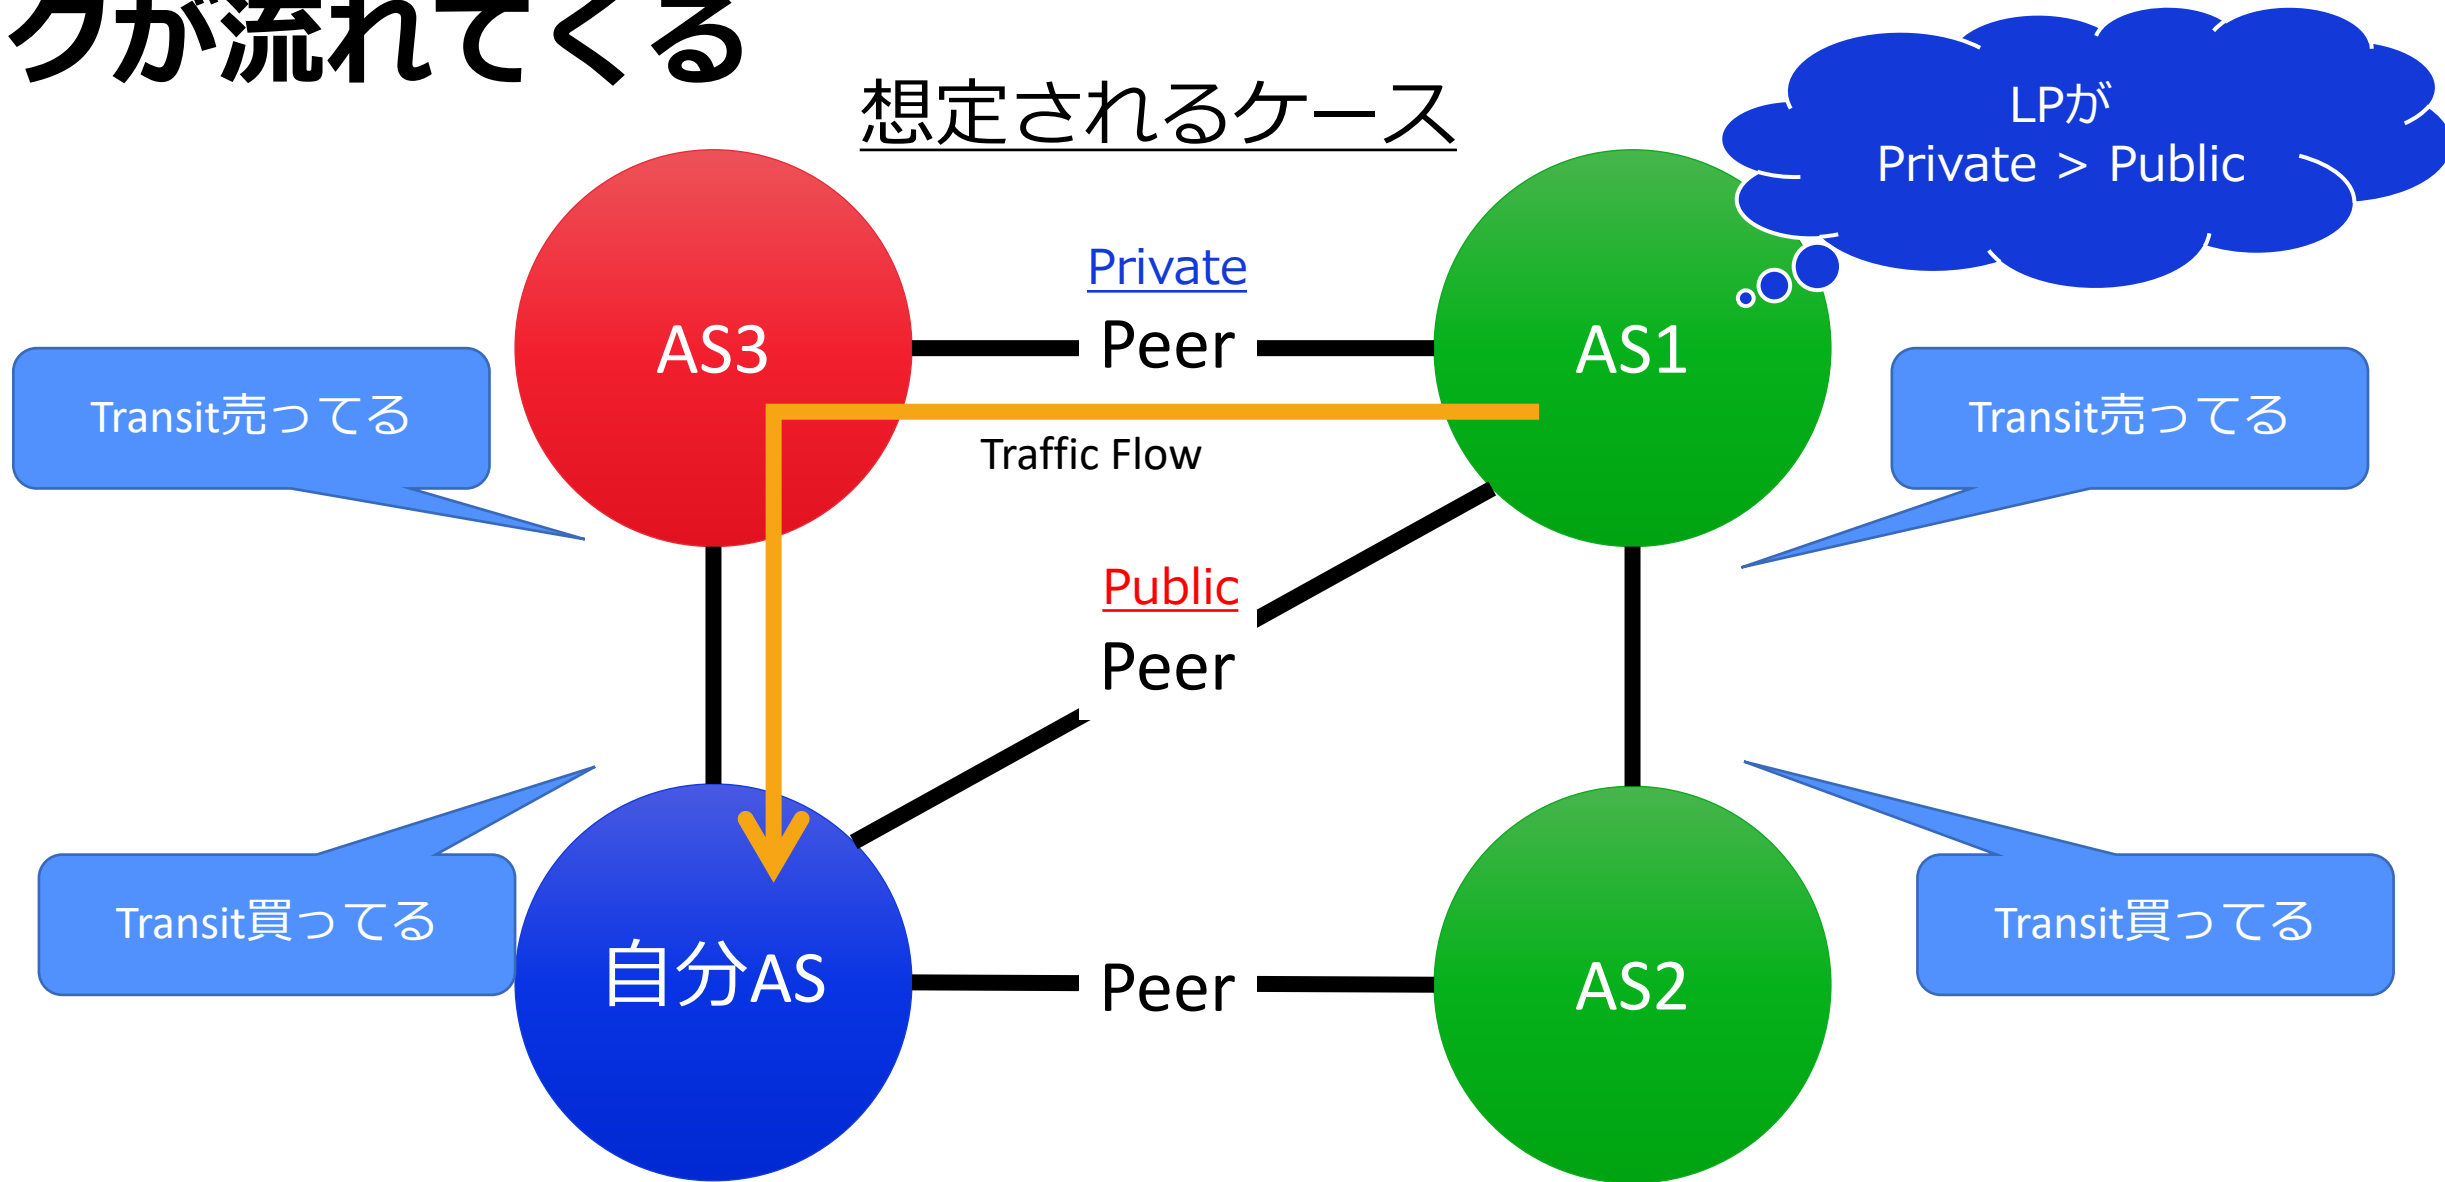 クが流れてくる
想定されるケース
LPが
Private > Public
Private
AS3
Peer
AS1
Transit売ってる
Transit売ってる
Traffic Flow
Public
Peer
Transit買ってる
Transit買ってる
自分AS
Peer
AS2